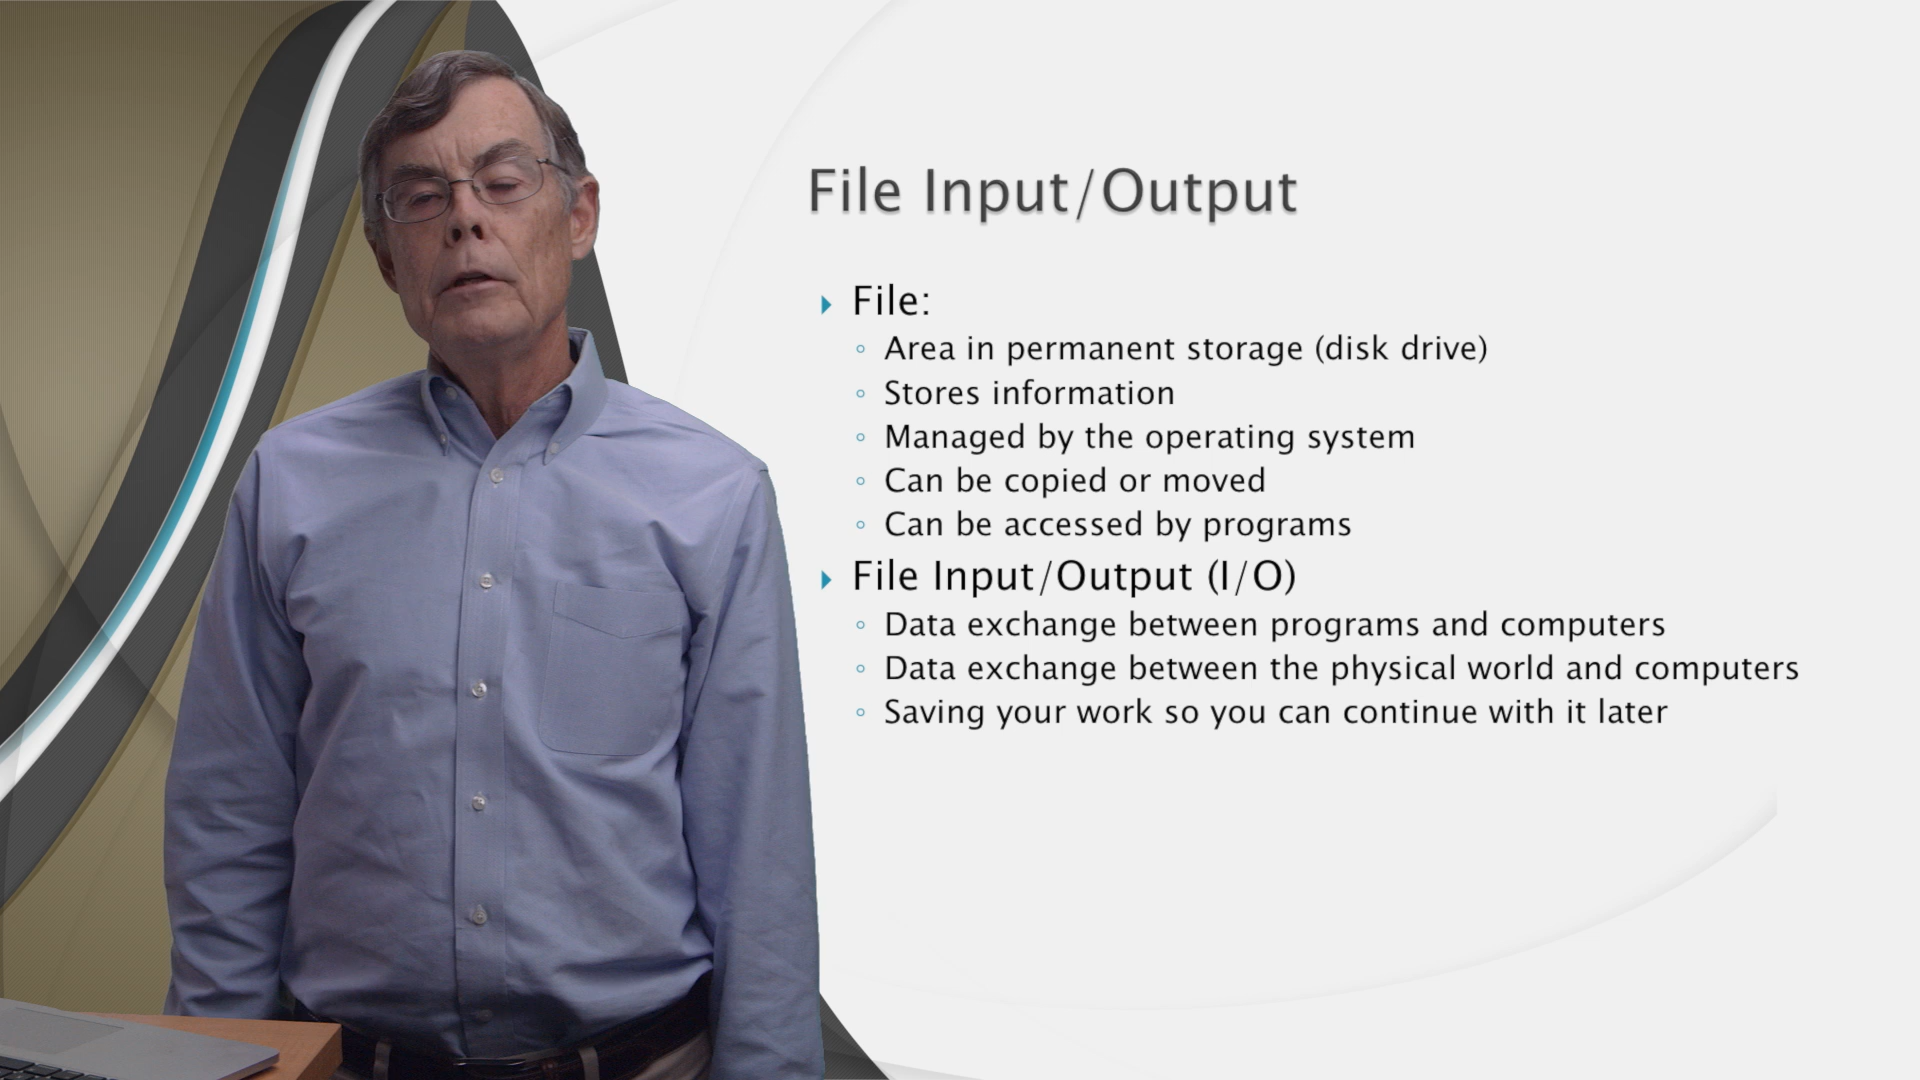 File Input/Output
File:
Area in permanent storage (disk drive)
Stores information
Managed by the operating system
Can be copied or moved
Can be accessed by programs
File Input/Output (I/O)
Data exchange between programs and computers
Data exchange between the physical world and computers
Saving your work so you can continue with it later